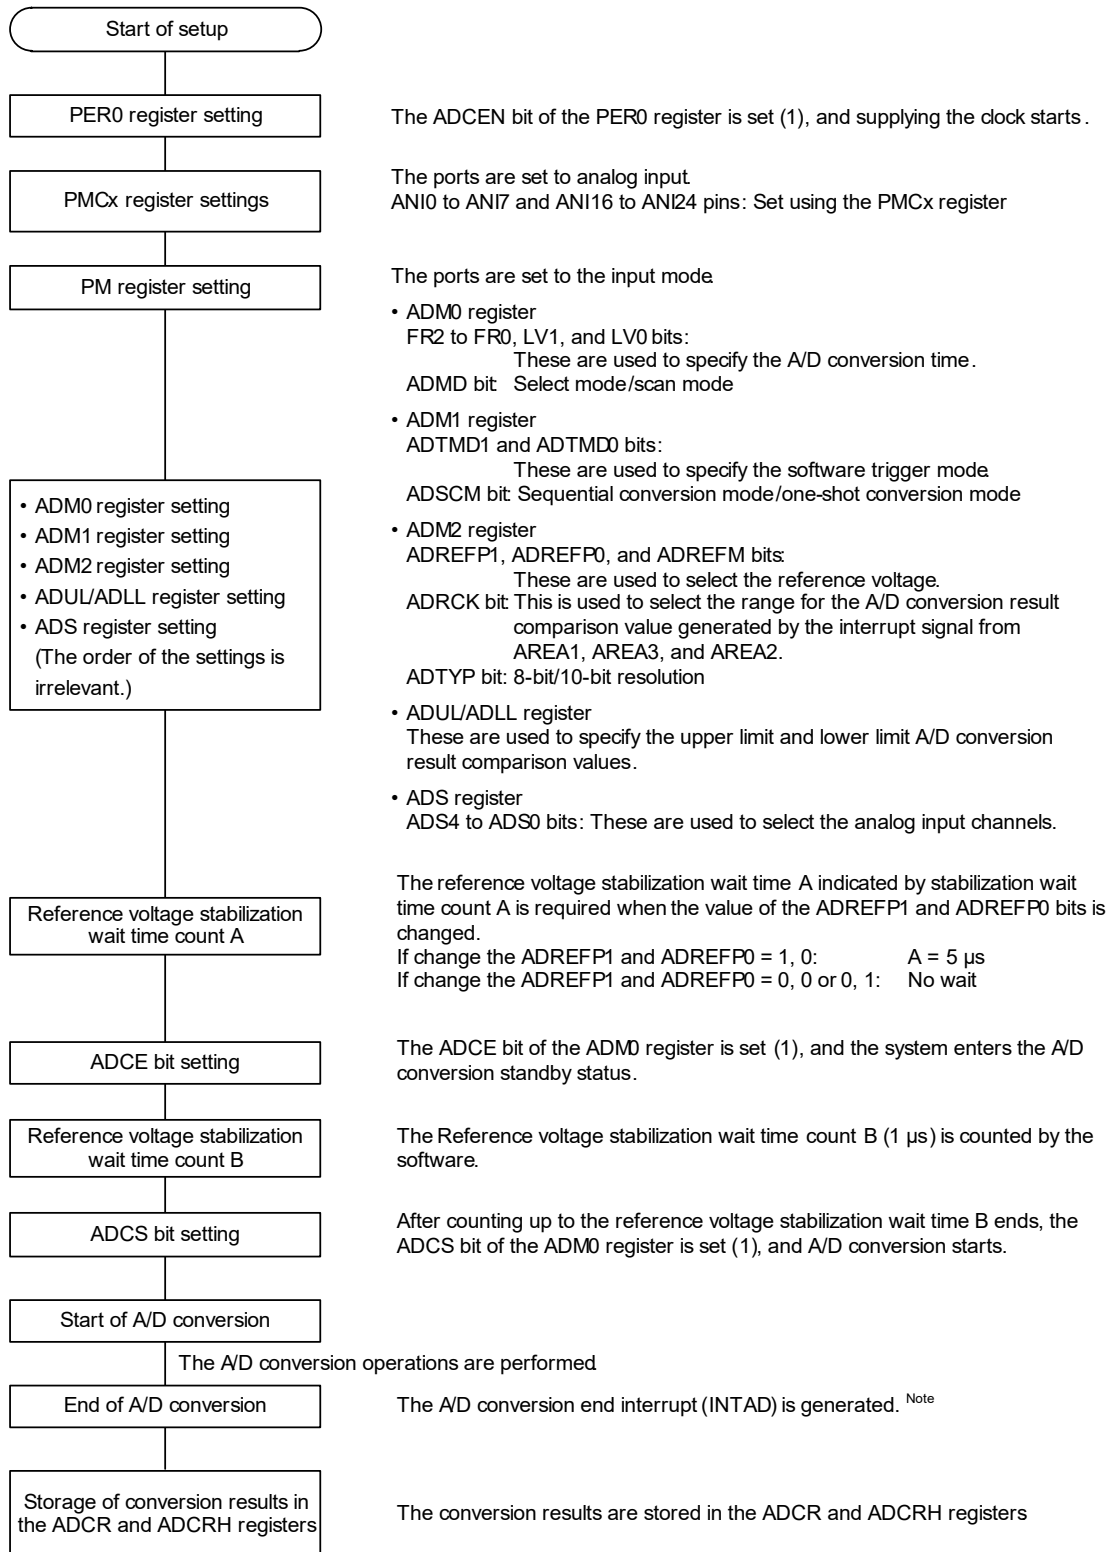 Start of setup
PER0 register setting
The ADCEN bit of the PER0 register is set (1), and supplying the clock starts.
PMCx register settings
The ports are set to analog input.
ANI0 to ANI7 and ANI16 to ANI24 pins: Set using the PMCx register
PM register setting
The ports are set to the input mode.
• ADM0 register setting
• ADM1 register setting
• ADM2 register setting
• ADUL/ADLL register setting
• ADS register setting
(The order of the settings is
irrelevant.)
• ADM0 register
FR2 to FR0, LV1, and LV0 bits:
These are used to specify the A/D conversion time.
ADMD bit: Select mode/scan mode
• ADM1 register
ADTMD1 and ADTMD0 bits:
These are used to specify the software trigger mode.
ADSCM bit: Sequential conversion mode/one-shot conversion mode
• ADM2 register
ADREFP1, ADREFP0, and ADREFM bits:
These are used to select the reference voltage.
ADRCK bit: This is used to select the range for the A/D conversion result
comparison value generated by the interrupt signal from
AREA1, AREA3, and AREA2.
ADTYP bit: 8-bit/10-bit resolution
• ADUL/ADLL register
These are used to specify the upper limit and lower limit A/D conversion
result comparison values.
• ADS register
ADS4 to ADS0 bits: These are used to select the analog input channels.
Reference voltage stabilization
wait time count A
The reference voltage stabilization wait time A indicated by stabilization wait
time count A is required when the value of the ADREFP1 and ADREFP0 bits is
changed.
If change the ADREFP1 and ADREFP0 = 1, 0: A = 5 µs
If change the ADREFP1 and ADREFP0 = 0, 0 or 0, 1: No wait
ADCE bit setting
The ADCE bit of the ADM0 register is set (1), and the system enters the A/D
conversion standby status.
Reference voltage stabilization
wait time count B
The Reference voltage stabilization wait time count B (1 µs) is counted by the
software.
ADCS bit setting
After counting up to the reference voltage stabilization wait time B ends, the
ADCS bit of the ADM0 register is set (1), and A/D conversion starts.
Start of A/D conversion
The A/D conversion operations are performed.
End of A/D conversion
The A/D conversion end interrupt (INTAD) is generated. Note
Storage of conversion results in
the ADCR and ADCRH registers
The conversion results are stored in the ADCR and ADCRH registers